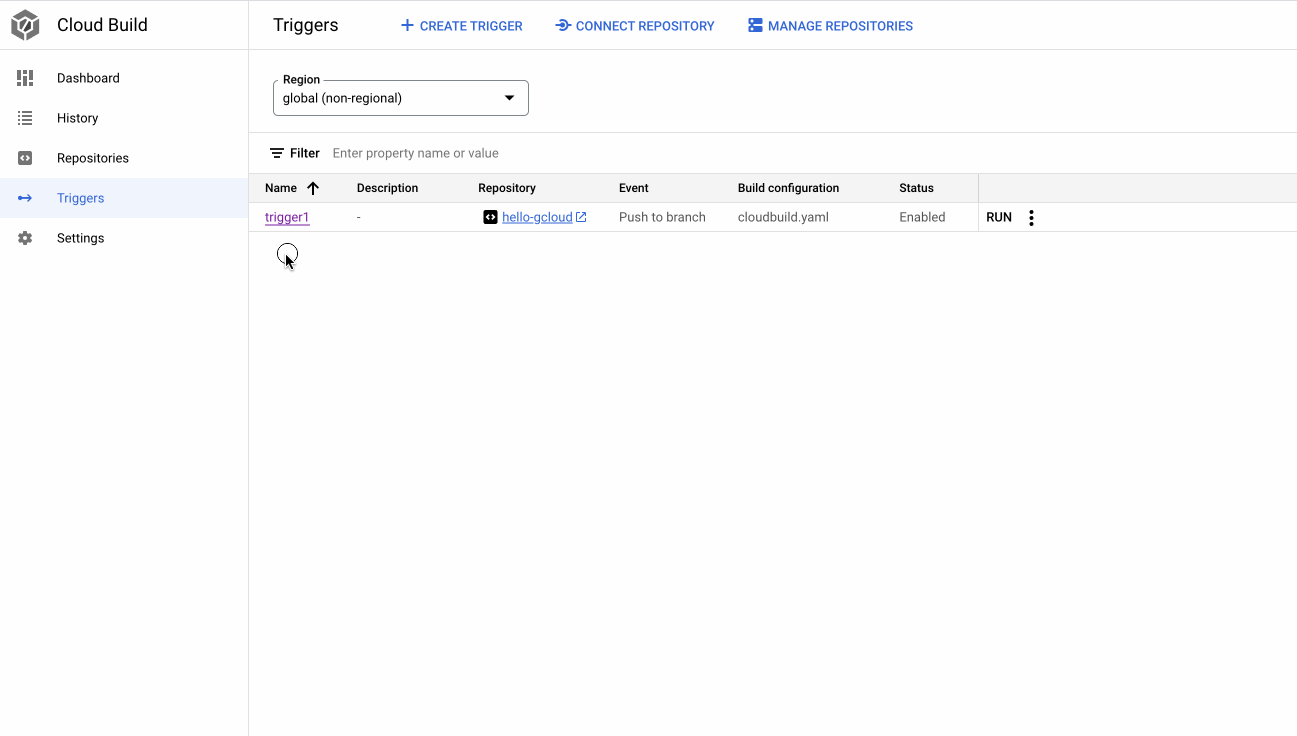 Cloud Build
Triggers
CREATE TRIGGER
CONNECT REPOSITORY
MANAGE REPOSITORIES
Dashboard
History
Repositories
Triggers
Settings
Region
global (non-regional)
Filter Enter property name or value
Name Description Repository Event Build configuration Status
trigger1 - hello-gcloud Push to branch cloudbuild.yaml Enabled RUN